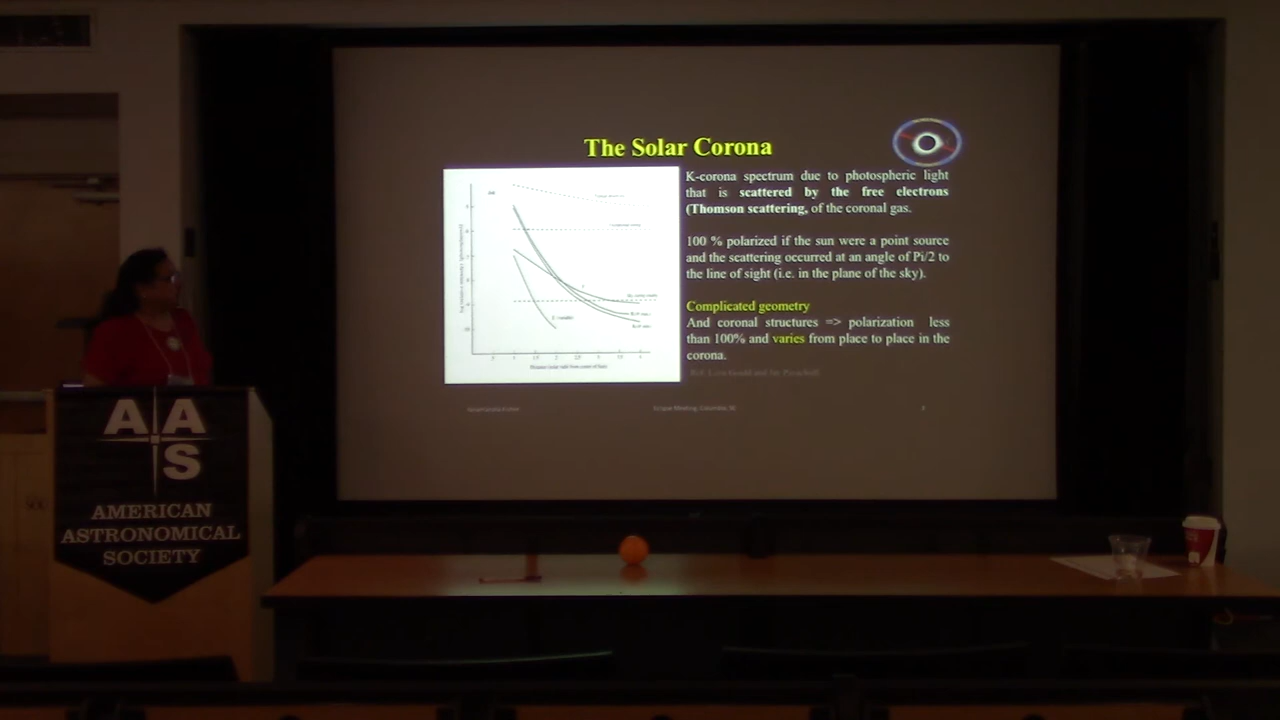 The Solar Corona
K-corona spectrum due to photospheric light
that is scattered by the free electrons
(Thomson scattering, of the coronal gas.
100 % polarized if the sun were a point source
and the scattering occurred at an angle of Pi/2 to
the line of sight (i.e. in the plane of the sky).
Complicated geometry
And coronal structures => polarization less
than 100% and varies from place to place in the
corona.
AAS
AMERICAN
ASTRONOMICAL
SOCIETY